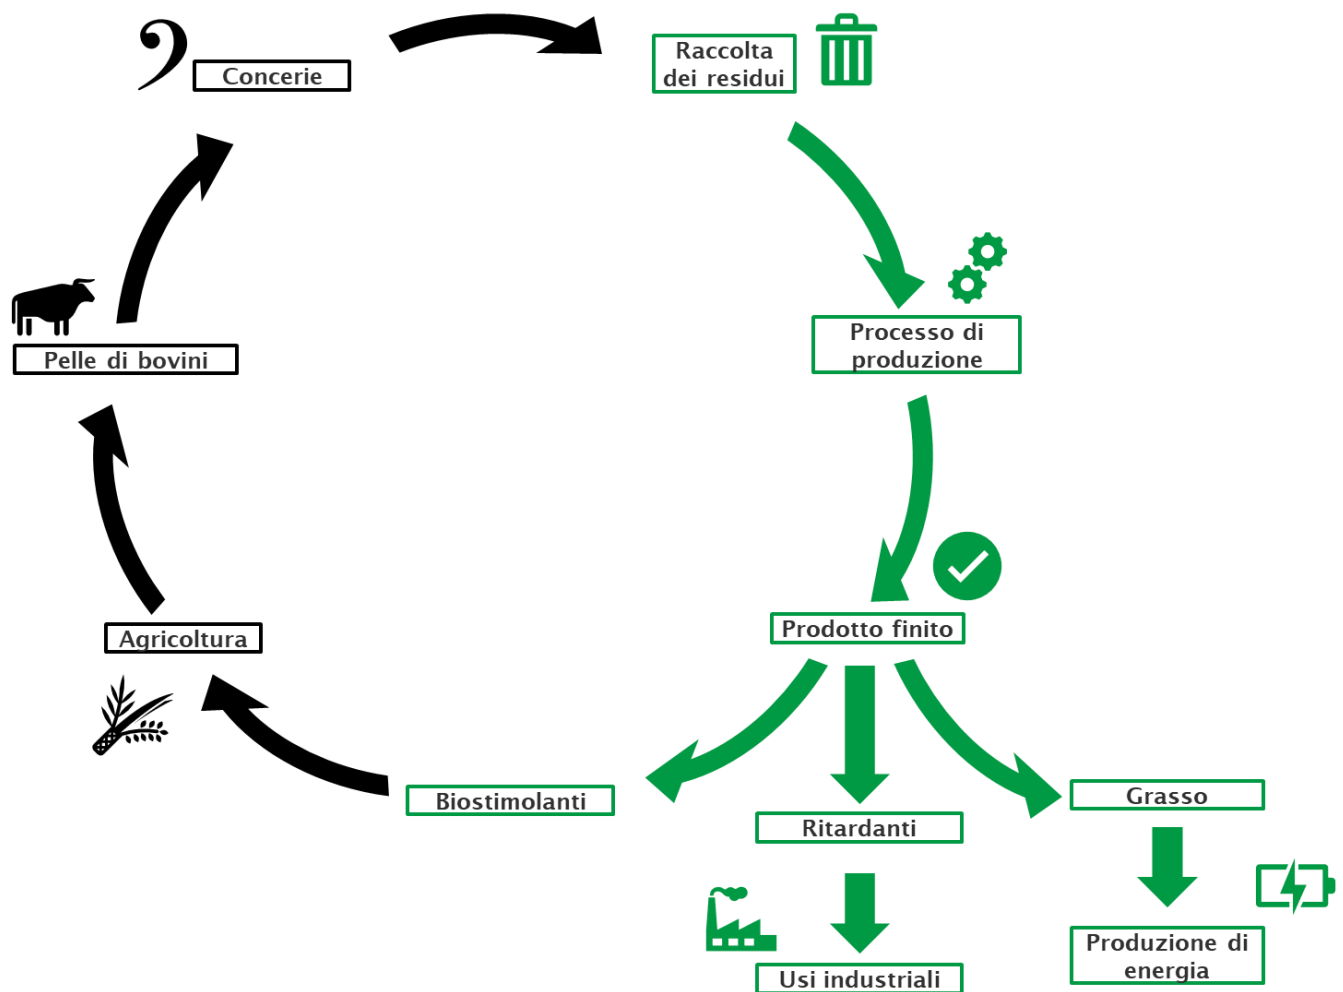 Concerie
Raccolta
dei residui
Processo di
produzione
Pelle di bovini
Prodotto finito
Agricoltura
Biostimolanti
Ritardanti
Grasso
Usi industriali
Produzione di
energia